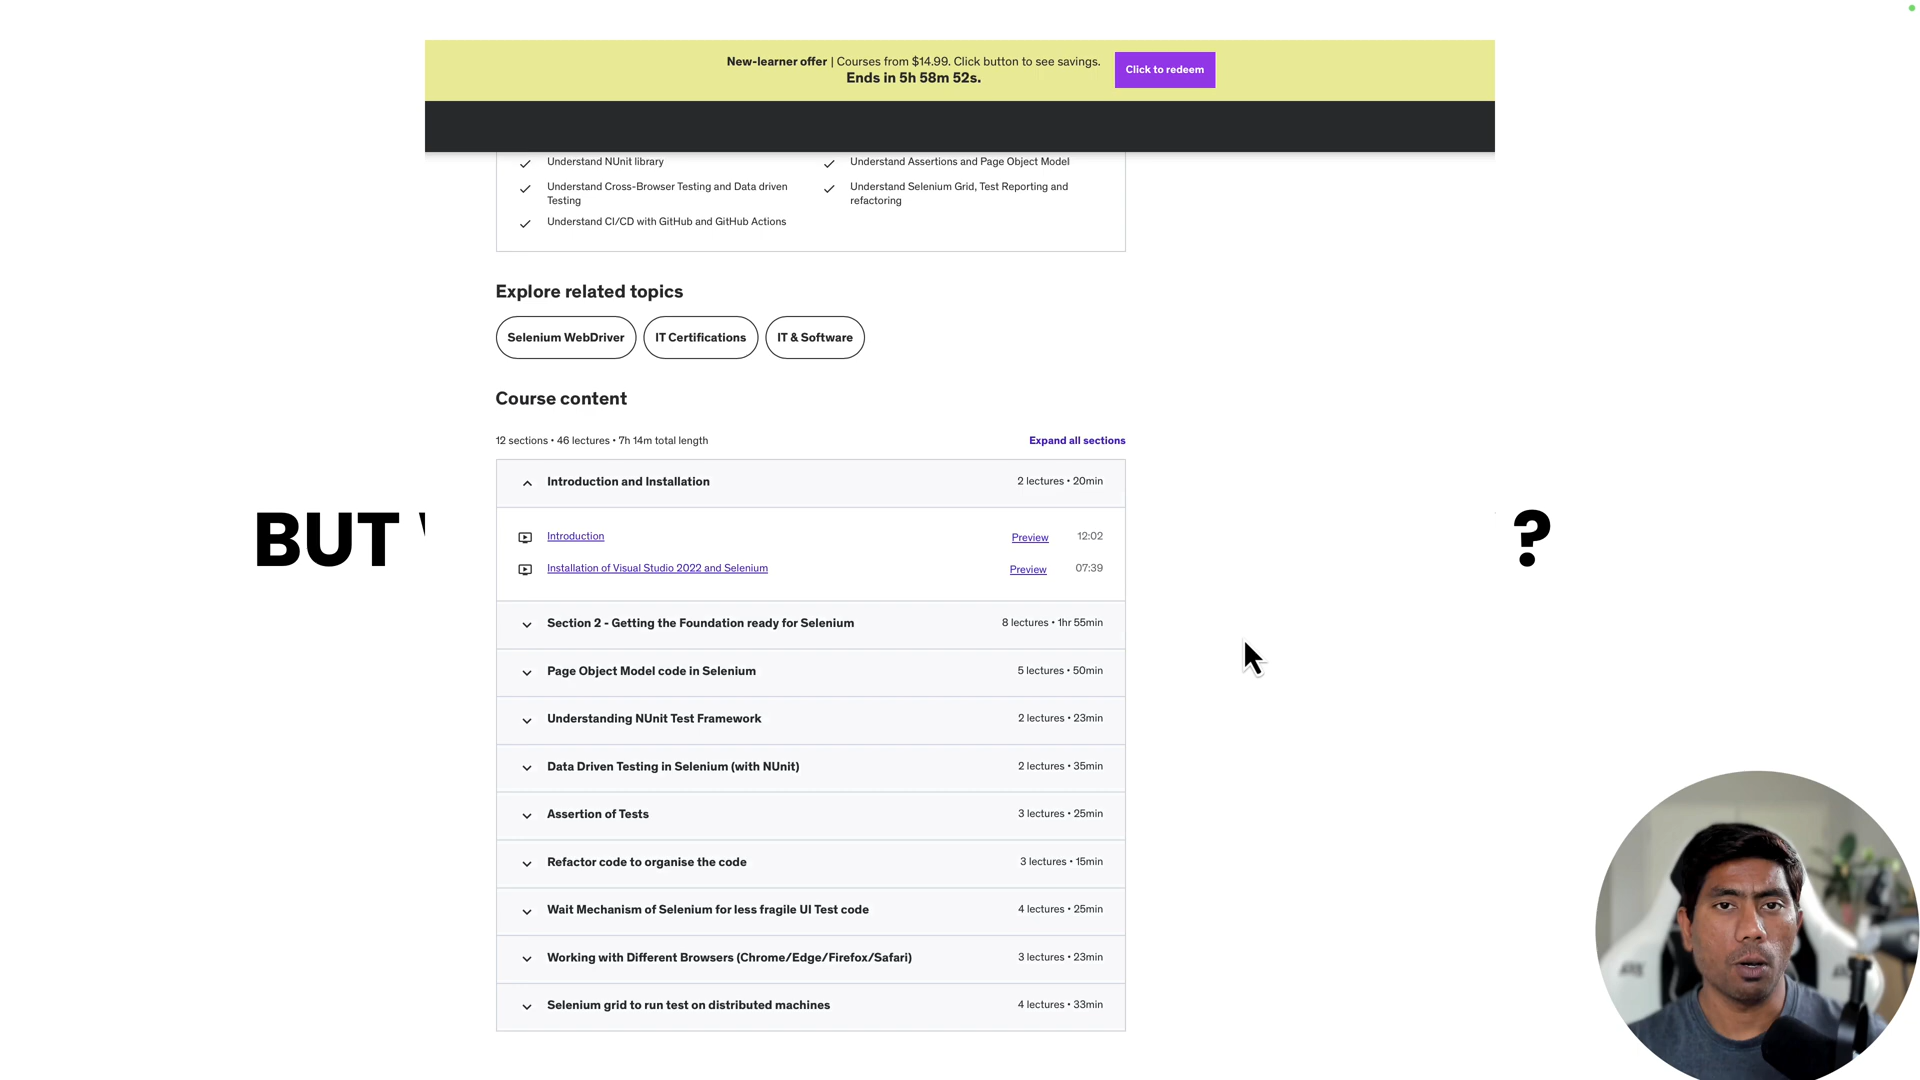 New-learner offer | Courses from $14.99. Click button to see savings.
Ends in 5h 58m 52s.
Click to redeem
Understand NUnit library
Understand Assertions and Page Object Model
Understand Cross-Browser Testing and Data driven
Testing
Understand Selenium Grid, Test Reporting and
refactoring
Understand CI/CD with GitHub and GitHub Actions
Explore related topics
Selenium WebDriver
IT Certifications
IT & Software
Course content
12 sections • 46 lectures • 7h 14m total length
Expand all sections
Introduction and Installation
2 lectures • 20min
BUT
?
Introduction
Preview
12:02
Installation of Visual Studio 2022 and Selenium
Preview
07:39
Section 2 - Getting the Foundation ready for Selenium
8 lectures • 1hr 55min
Page Object Model code in Selenium
5 lectures • 50min
Understanding NUnit Test Framework
2 lectures • 23min
Data Driven Testing in Selenium (with NUnit)
2 lectures • 35min
Assertion of Tests
3 lectures • 25min
Refactor code to organise the code
3 lectures • 15min
Wait Mechanism of Selenium for less fragile UI Test code
4 lectures • 25min
Working with Different Browsers (Chrome/Edge/Firefox/Safari)
3 lectures • 23min
Selenium grid to run test on distributed machines
4 lectures • 33min